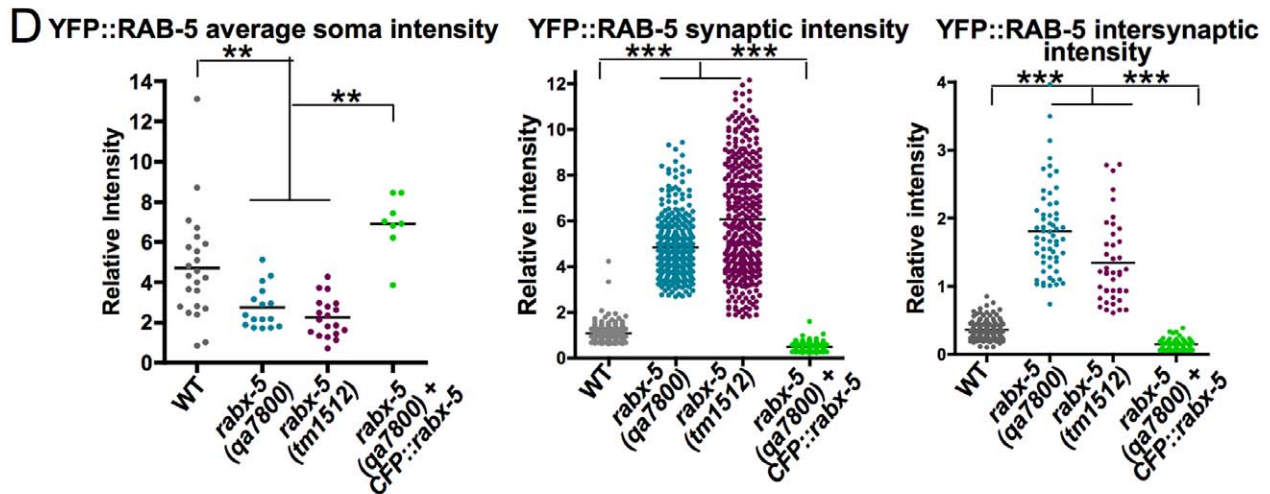 D
YFP::RAB-5 average soma intensity
**
**
Relative Intensity
14
12
10
8
6
4
2
0
WT
rabx-5
(qa7800)
rabx-5
(tm1512)
rabx-5
(qa7800) +
CFP::rabx-5
YFP::RAB-5 synaptic intensity
***
***
Relative intensity
12
10
8
6
4
2
0
WT
rabx-5
(qa7800)
rabx-5
(tm1512)
rabx-5
(qa7800) +
CFP::rabx-5
YFP::RAB-5 intersynaptic
intensity
***
***
Relative intensity
4
3
2
1
0
WT
rabx-5
(qa7800)
rabx-5
(tm1512)
rabx-5
(qa7800) +
CFP::rabx-5